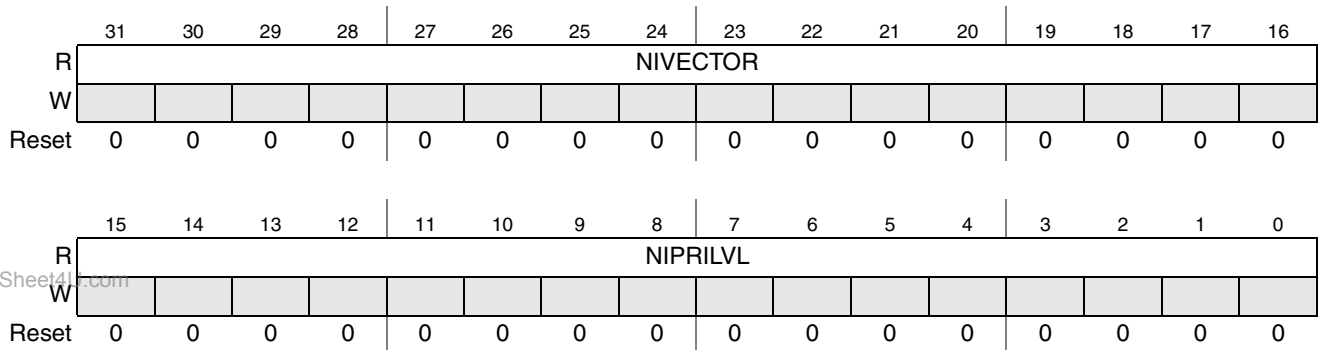 31 30 29 28 27 26 25 24 23 22 21 20 19 18 17 16
R NIVECTOR
W
Reset 0 0 0 0 0 0 0 0 0 0 0 0 0 0 0 0
15 14 13 12 11 10 9 8 7 6 5 4 3 2 1 0
R NIPRILVL
Sheet4U.com
W
Reset 0 0 0 0 0 0 0 0 0 0 0 0 0 0 0 0